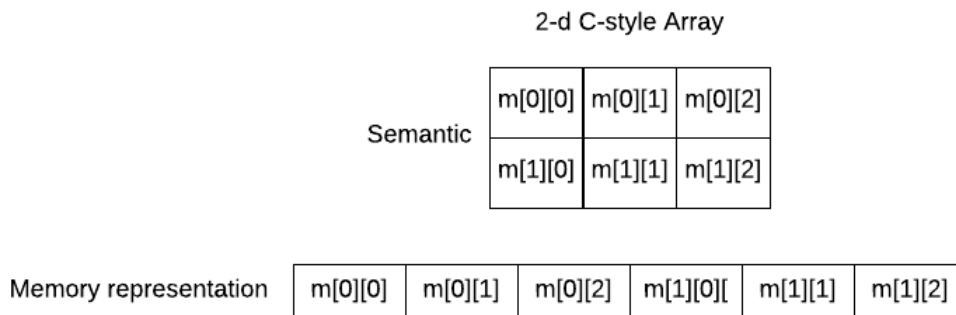 2-d C-style Array
m[0][0] m[0][1] m[0][2]
Semantic
m[1][0] m[1][1] m[1][2]
Memory representation m[0][0] m[0][1] m[0][2] m[1][0][ m[1][1] m[1][2]